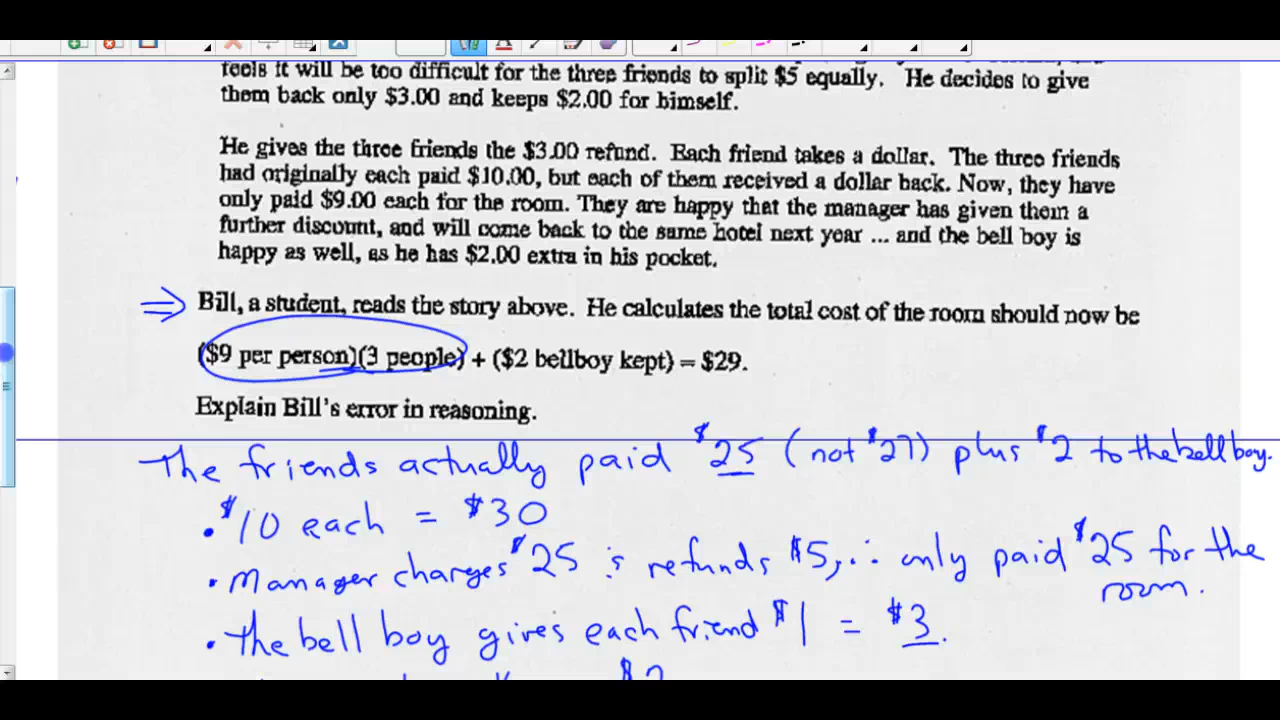 feels it will be too difficult for the three friends to split $5 equally. He decides to give
them back only $3.00 and keeps $2.00 for himself.
He gives the three friends the $3.00 refund. Each friend takes a dollar. The three friends
had originally each paid $10.00, but each of them received a dollar back. Now, they have
only paid $9.00 each for the room. They are happy that the manager has given them a
further discount, and will come back to the same hotel next year ... and the bell boy is
happy as well, as he has $2.00 extra in his pocket.
⇒ Bill, a student, reads the story above. He calculates the total cost of the room should now be
($9 per person)(3 people) + ($2 bellboy kept) = $29.
Explain Bill's error in reasoning.
The friends actually paid $25 (not $27) plus $2 to the bell boy.
• $10 each = $30
• Manager charges $25 ∴ refunds $5, ∴ only paid $25 for the
room.
• The bell boy gives each friend $1 = $3.
$2